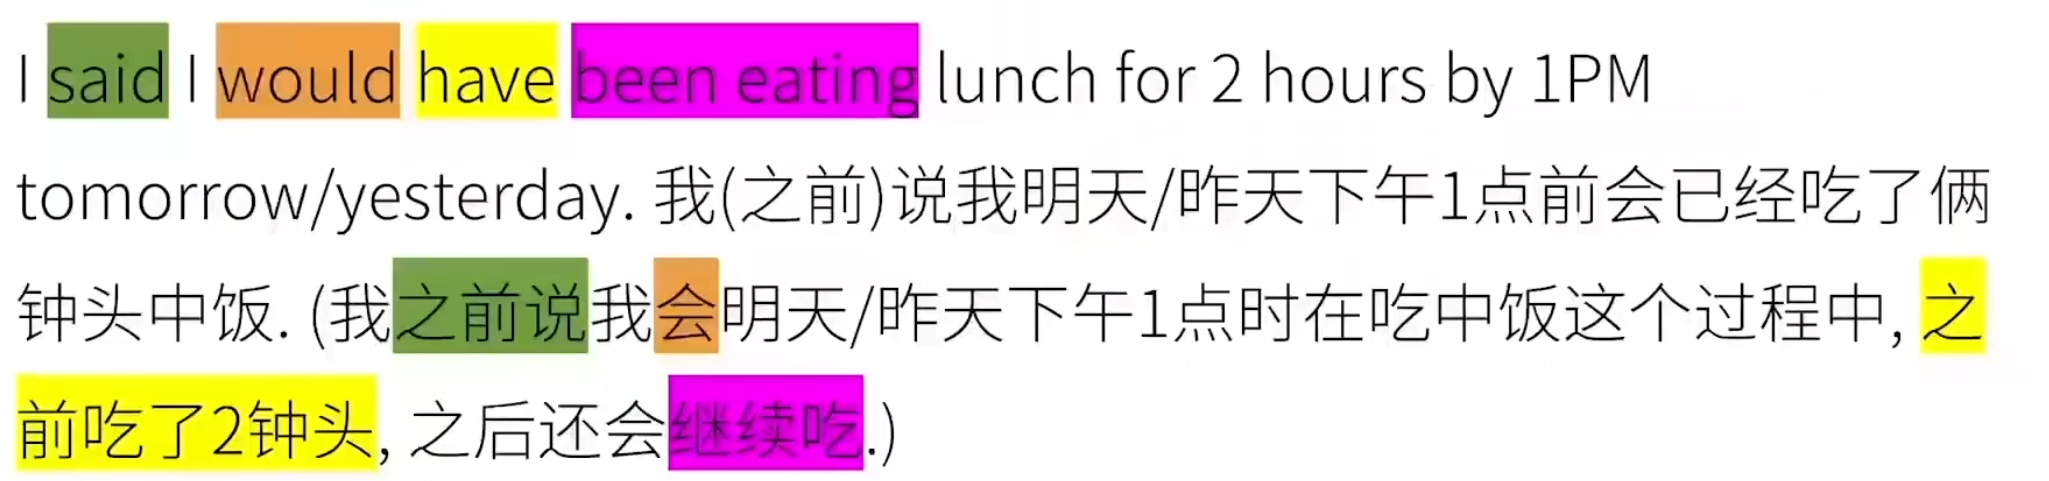 I said I would have been eating lunch for 2 hours by 1PM
tomorrow/yesterday. 我(之前)说我明天/昨天下午1点前会已经吃了俩
钟头中饭. (我之前说我会明天/昨天下午1点时在吃中饭这个过程中, 之
前吃了2钟头, 之后还会继续吃.)